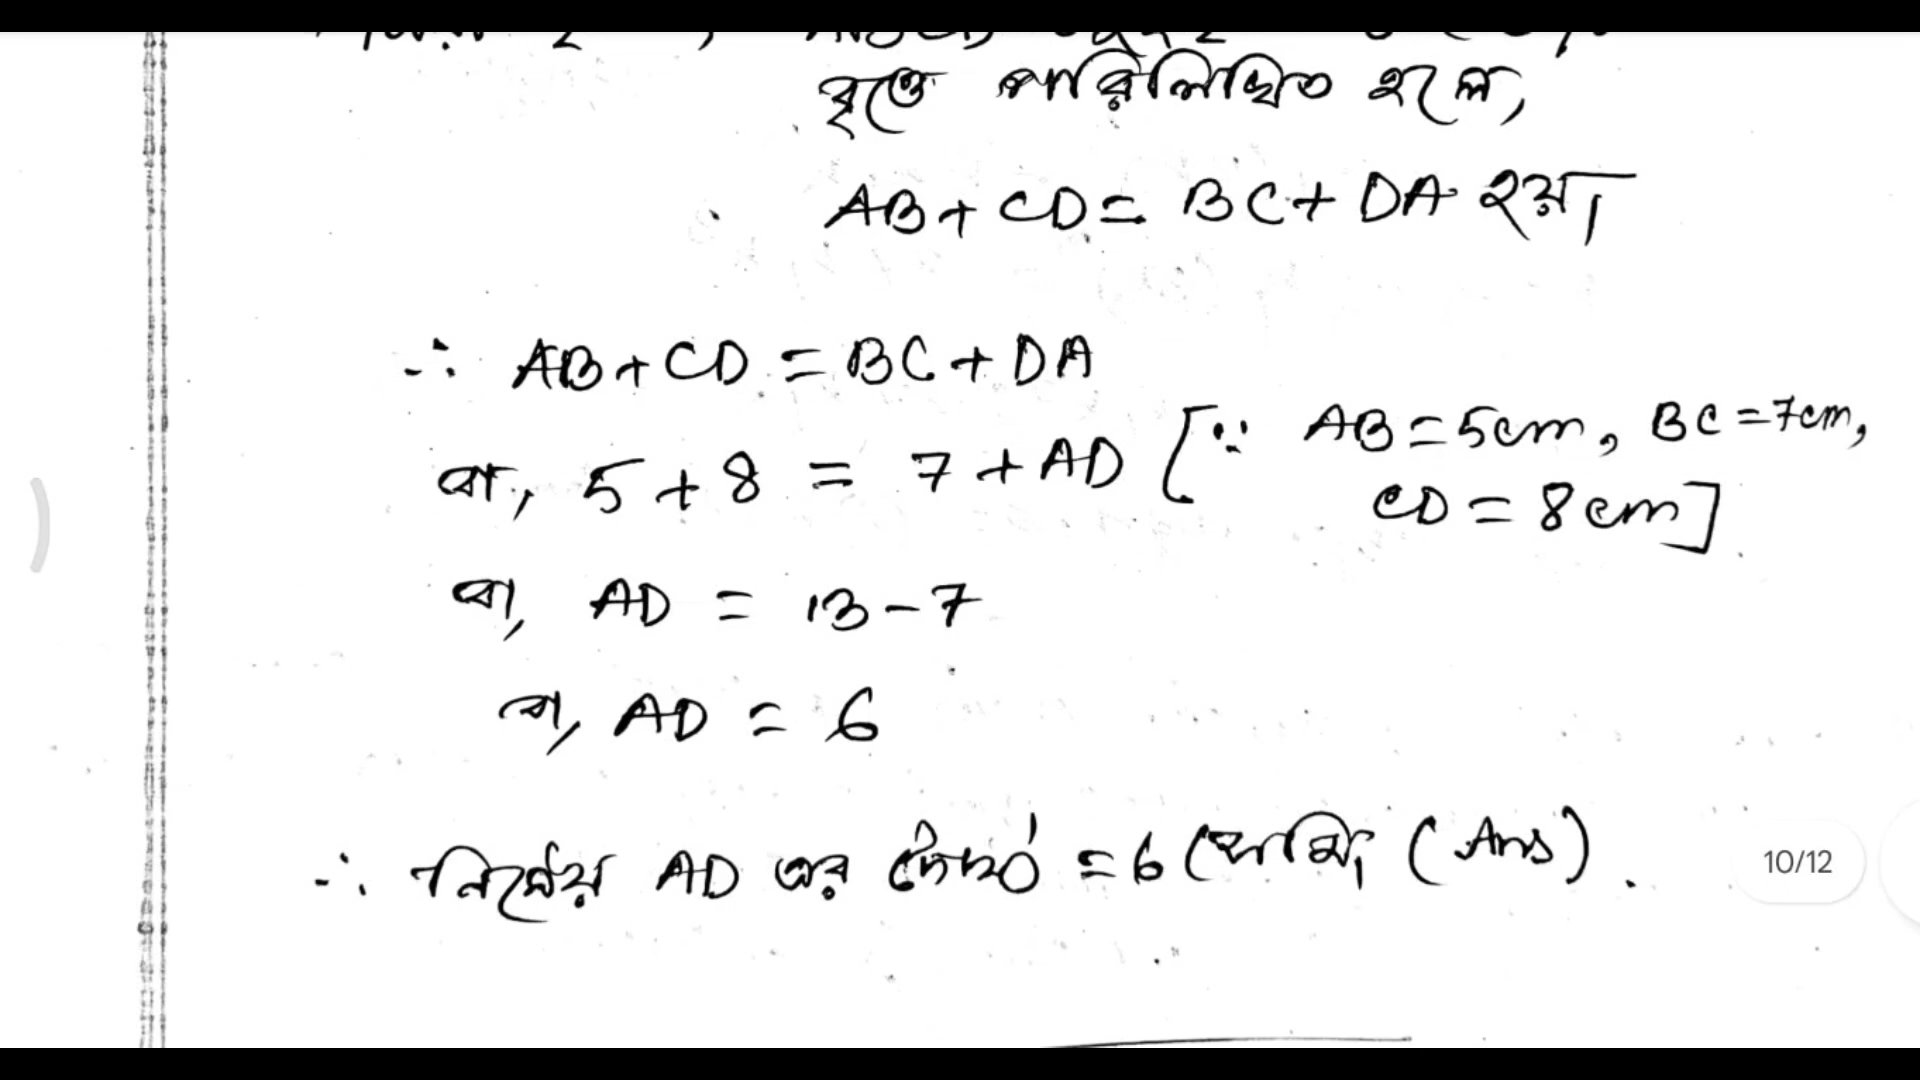 বৃত্তে পরিলিখিত হলে,
AB + CD = BC + DA হয়।
∴ AB + CD = BC + DA
বা, 5 + 8 = 7 + AD [∵ AB = 5cm, BC = 7cm,
CD = 8cm]
বা, AD = 13 - 7
বা, AD = 6
∴ নির্ণেয় AD এর দৈর্ঘ্য = 6 সেমি (Ans).
10/12